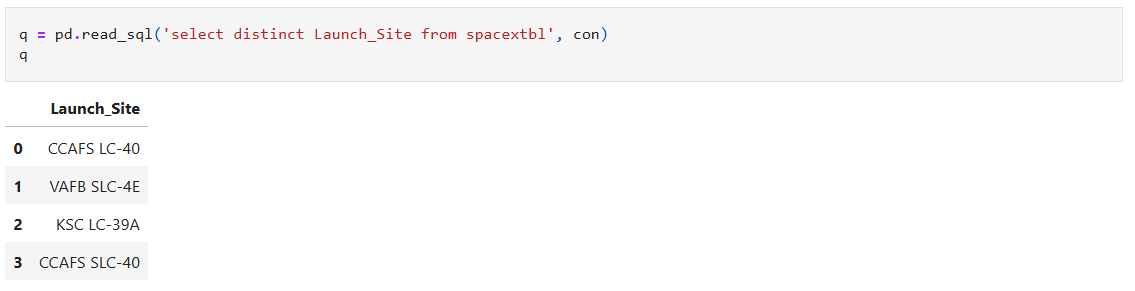 q = pd.read_sql('select distinct Launch_Site from spacextbl', con)
q
Launch_Site
0 CCAFS LC-40
1 VAFB SLC-4E
2 KSC LC-39A
3 CCAFS SLC-40